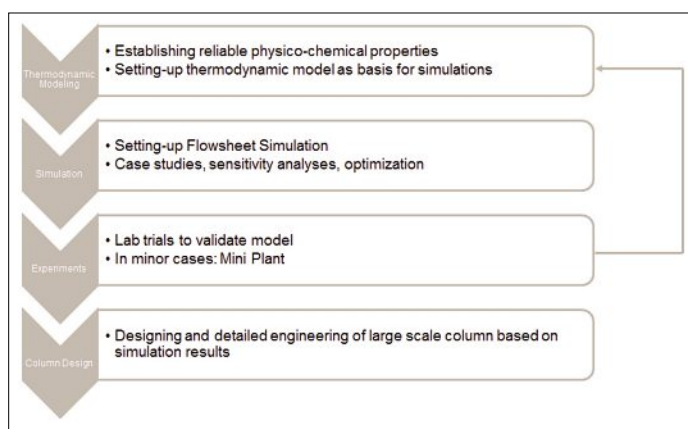 Thermodynamic
Modeling
• Establishing reliable physico-chemical properties
• Setting-up thermodynamic model as basis for simulations
Simulation
• Setting-up Flowsheet Simulation
• Case studies, sensitivity analyses, optimization
Experiments
• Lab trials to validate model
• In minor cases: Mini Plant
Column Design
• Designing and detailed engineering of large scale column based on
simulation results